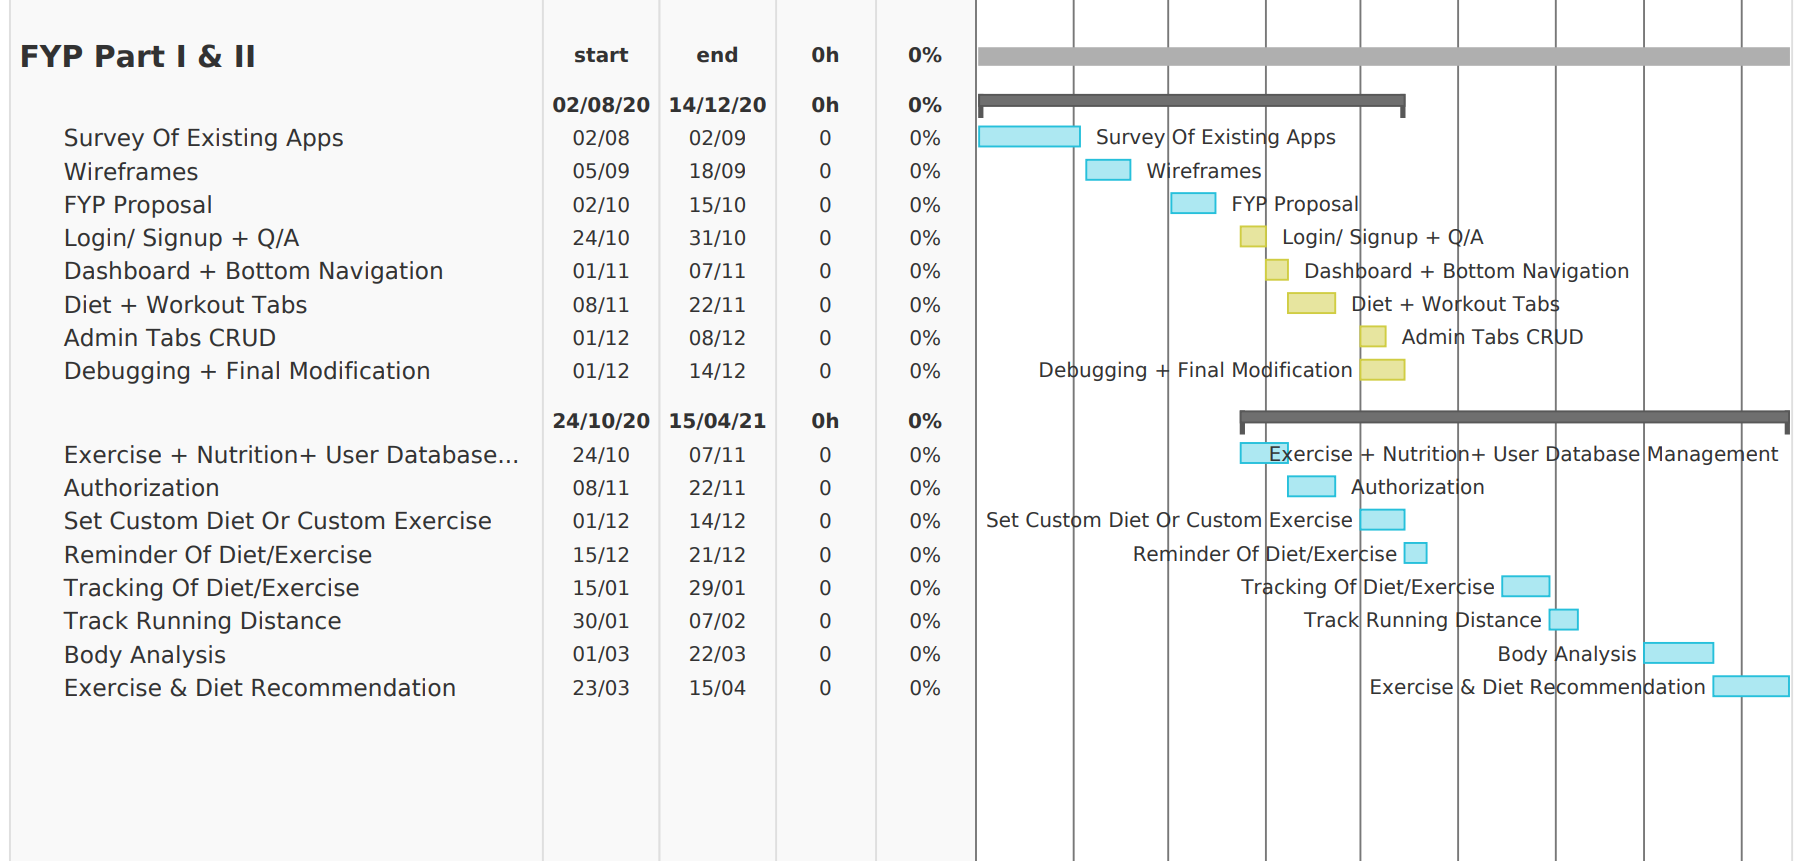 FYP Part I & II start end 0h 0%
02/08/20 14/12/20 0h 0%
Survey Of Existing Apps 02/08 02/09 0 0% Survey Of Existing Apps
Wireframes 05/09 18/09 0 0% Wireframes
FYP Proposal 02/10 15/10 0 0% FYP Proposal
Login/ Signup + Q/A 24/10 31/10 0 0% Login/ Signup + Q/A
Dashboard + Bottom Navigation 01/11 07/11 0 0% Dashboard + Bottom Navigation
Diet + Workout Tabs 08/11 22/11 0 0% Diet + Workout Tabs
Admin Tabs CRUD 01/12 08/12 0 0% Admin Tabs CRUD
Debugging + Final Modification 01/12 14/12 0 0% Debugging + Final Modification
24/10/20 15/04/21 0h 0%
Exercise + Nutrition+ User Database... 24/10 07/11 0 0% Exercise + Nutrition+ User Database Management
Authorization 08/11 22/11 0 0% Authorization
Set Custom Diet Or Custom Exercise 01/12 14/12 0 0% Set Custom Diet Or Custom Exercise
Reminder Of Diet/Exercise 15/12 21/12 0 0% Reminder Of Diet/Exercise
Tracking Of Diet/Exercise 15/01 29/01 0 0% Tracking Of Diet/Exercise
Track Running Distance 30/01 07/02 0 0% Track Running Distance
Body Analysis 01/03 22/03 0 0% Body Analysis
Exercise & Diet Recommendation 23/03 15/04 0 0% Exercise & Diet Recommendation